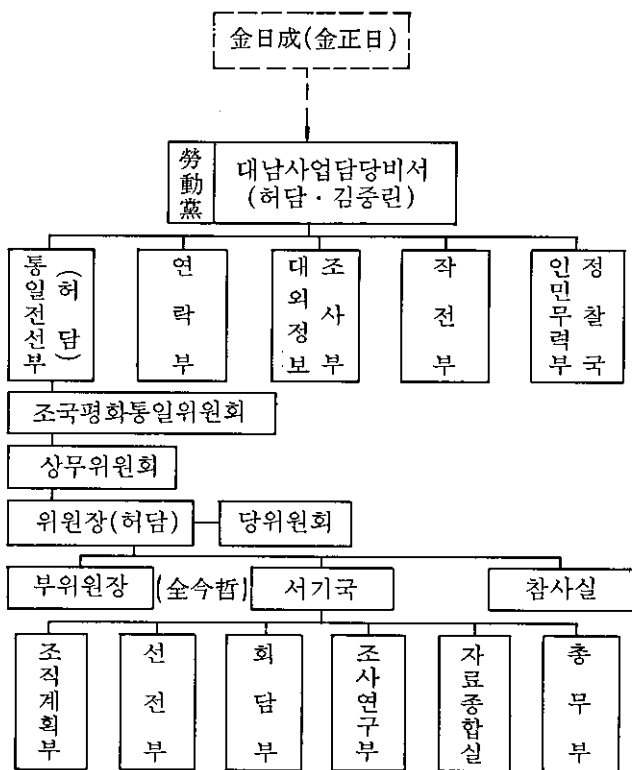 金日成(金正日)
勞動黨
대남사업담당비서
(허담·김중린)
통일전선부
(허담)
연락부
대외정보
조사부
작전부
인민무력부
정찰국
조국평화통일위원회
상무위원회
위원장(허담)
당위원회
부위원장
(全今哲)
서기국
참사실
조직계획부
선전부
회담부
조사연구부
자료종합실
총무부